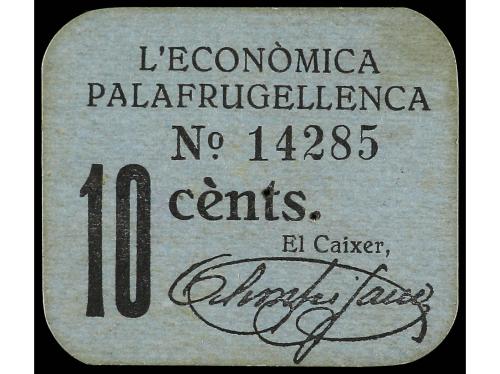 L'ECONÒMICA
PALAFRUGELLENCA
Nº 14285
10 cènts.
El Caixer,